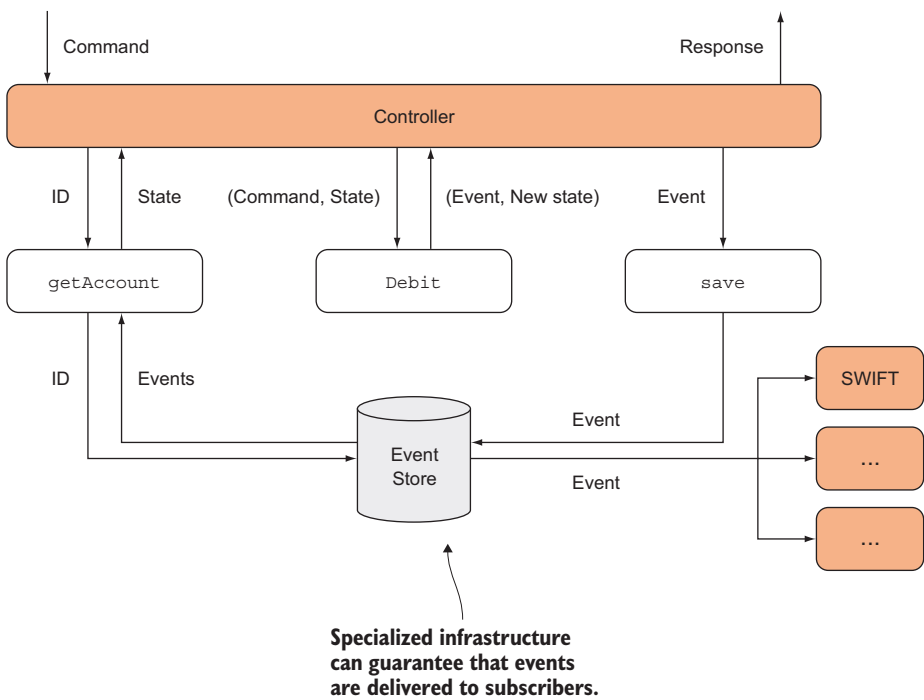 Command
Response
Controller
ID
State
(Command, State)
(Event, New state)
Event
getAccount
Debit
save
ID
Events
SWIFT
Event
Event
Store
Event
...
...
Specialized infrastructure
can guarantee that events
are delivered to subscribers.